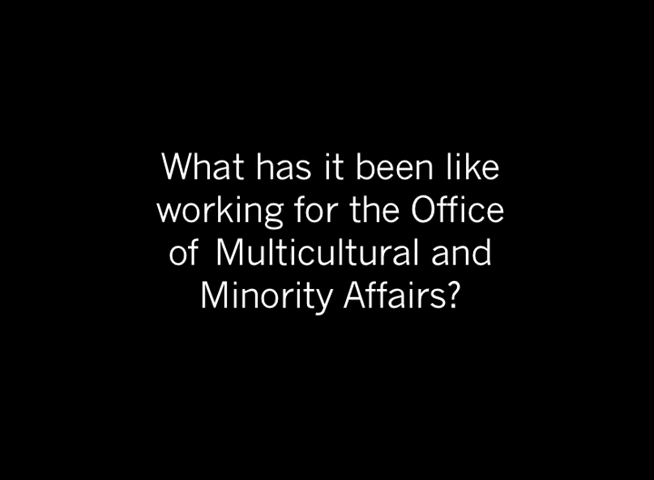 What has it been like
working for the Office
of Multicultural and
Minority Affairs?